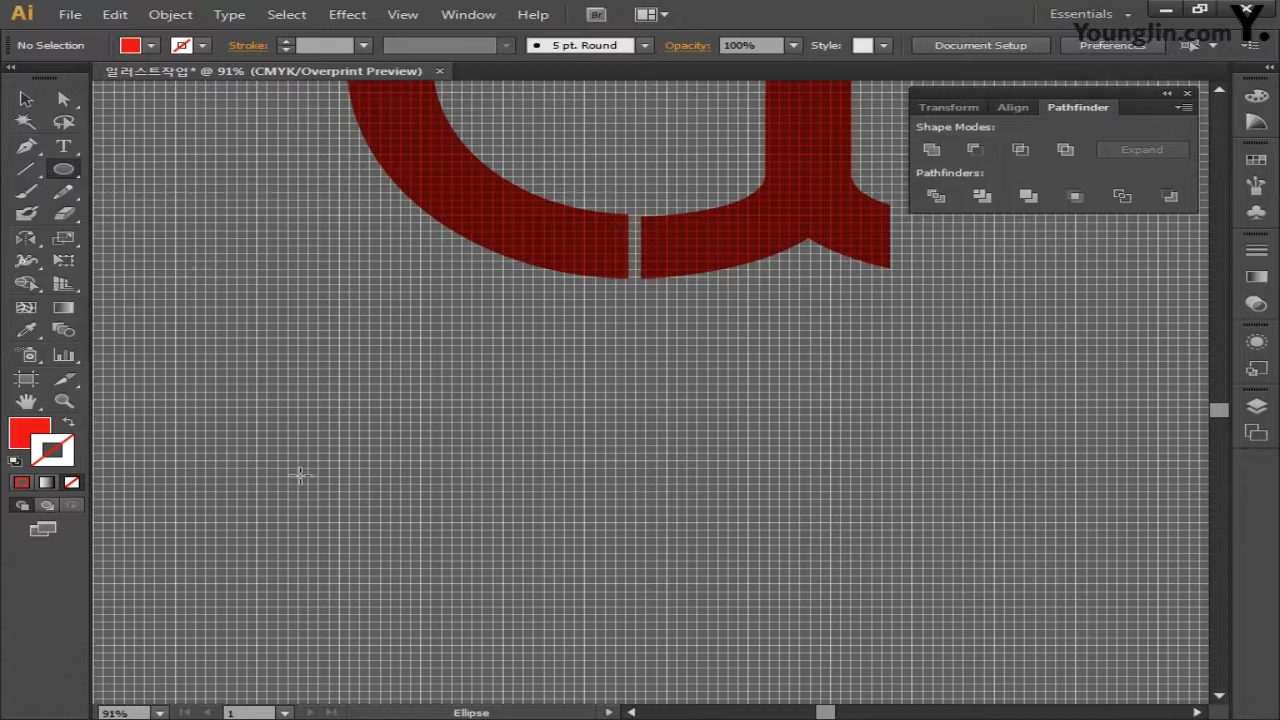 Ai File Edit Object Type Select Effect View Window Help Br Essentials
YoungJin.com Y.
No Selection Stroke: 5 pt. Round Opacity: 100% Style: Document Setup Preferences
일러스트작업* @ 91% (CMYK/Overprint Preview) ×
Transform Align Pathfinder
Shape Modes:
Expand
Pathfinders:
T
91% 1 Ellipse